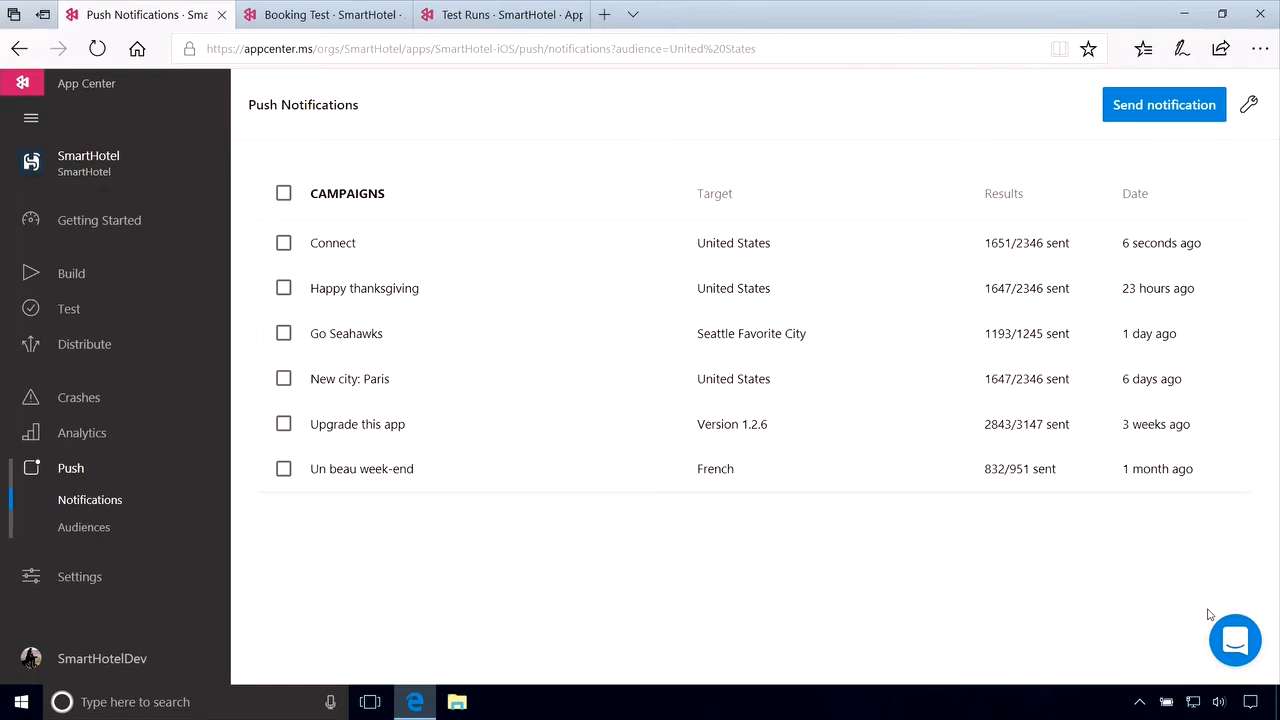 Push Notifications · Sma
Booking Test · SmartHotel ·
Test Runs · SmartHotel · App
https://appcenter.ms/orgs/SmartHotel/apps/SmartHotel-iOS/push/notifications?audience=United%20States
App Center
Push Notifications
Send notification
SmartHotel
SmartHotel
Getting Started
Build
Test
Distribute
Crashes
Analytics
Push
Notifications
Audiences
Settings
SmartHotelDev
CAMPAIGNS Target Results Date
Connect United States 1651/2346 sent 6 seconds ago
Happy thanksgiving United States 1647/2346 sent 23 hours ago
Go Seahawks Seattle Favorite City 1193/1245 sent 1 day ago
New city: Paris United States 1647/2346 sent 6 days ago
Upgrade this app Version 1.2.6 2843/3147 sent 3 weeks ago
Un beau week-end French 832/951 sent 1 month ago
Type here to search